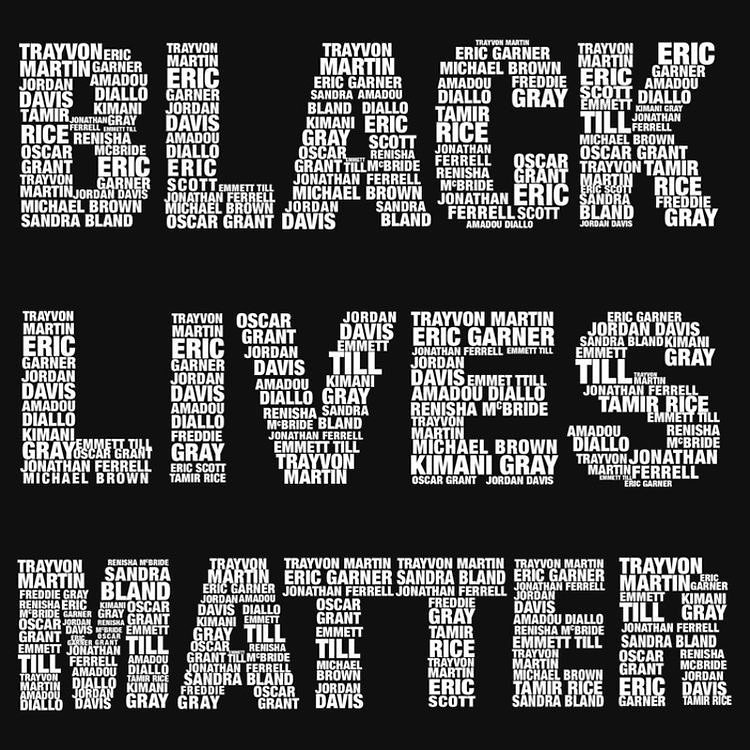 BLACK
LIVES
MATTER
TRAYVON ERIC
MARTIN GARNER
JORDAN AMADOU
DAVIS DIALLO
TAMIR KIMANI
JONATHAN GRAY
RICE FERRELL EMMETT TILL
RENISHA
OSCAR McBRIDE
GRANT ERIC
TRAYVON GARNER
MARTIN JORDAN DAVIS
MICHAEL BROWN
SANDRA BLAND
TRAYVON
MARTIN
ERIC
GARNER
JORDAN
DAVIS
AMADOU
DIALLO
ERIC
SCOTT EMMETT TILL
JONATHAN FERRELL
MICHAEL BROWN
OSCAR GRANT
TRAYVON
MARTIN
ERIC GARNER
SANDRA AMADOU
BLAND DIALLO
KIMANI ERIC
GRAY SCOTT
OSCAR EMMETT RENISHA
GRANT TILL McBRIDE
JONATHAN FERRELL
MICHAEL BROWN
JORDAN SANDRA
DAVIS BLAND
TRAYVON MARTIN
ERIC GARNER
MICHAEL BROWN
AMADOU FREDDIE
DIALLO GRAY
TAMIR
RICE
JONATHAN
FERRELL OSCAR
RENISHA GRANT
McBRIDE ERIC
JONATHAN
FERRELL SCOTT
AMADOU DIALLO
TRAYVON ERIC
MARTIN GARNER
ERIC AMADOU
SCOTT DIALLO
EMMETT KIMANI GRAY
TILL JONATHAN
FERRELL
MICHAEL BROWN
OSCAR GRANT
TRAYVON TAMIR
MARTIN RICE
ERIC SCOTT
SANDRA FREDDIE
BLAND GRAY
JORDAN DAVIS
TRAYVON
MARTIN
ERIC
GARNER
JORDAN
DAVIS
AMADOU
DIALLO
KIMANI
GRAY EMMETT TILL
OSCAR GRANT
JONATHAN FERRELL
MICHAEL BROWN
TRAYVON
MARTIN
ERIC
GARNER
JORDAN
DAVIS
AMADOU
DIALLO
FREDDIE
GRAY
ERIC SCOTT
TAMIR RICE
OSCAR JORDAN
GRANT DAVIS
JORDAN EMMETT
DAVIS TILL
AMADOU KIMANI
DIALLO GRAY
RENISHA SANDRA
McBRIDE BLAND
JONATHAN FERRELL
EMMETT TILL
TRAYVON
MARTIN
TRAYVON MARTIN
ERIC GARNER
JONATHAN FERRELL EMMETT TILL
JORDAN
DAVIS EMMET TTILL
AMADOU DIALLO
RENISHA McBRIDE
TRAYVON
MARTIN
MICHAEL BROWN
KIMANI GRAY
OSCAR GRANT JORDAN DAVIS
ERIC GARNER
JORDAN DAVIS
SANDRA BLAND KIMANI
EMMETT GRAY
TILL TRAYVON
MARTIN
JONATHAN FERRELL
TAMIR RICE
EMMETT TILL
AMADOU RENISHA
DIALLO McBRIDE
TRAYVON JONATHAN
MARTIN FERRELL
EMMETT TILL
ERIC GARNER
TRAYVON RENISHA McBRIDE
MARTIN SANDRA
FREDDIE GRAY BLAND
RENISHA ERIC KIMANI OSCAR
McBRIDE GARNER GRAY GRANT
OSCAR JORDAN RENISHA EMMETT
GRANT DAVIS McBRIDE TILL
ERIC OSCAR
EMMETT GARNER GRANT
TILL JONATHAN AMADOU
FERRELL DIALLO
TRAYVON AMADOU TAMIR RICE
MARTIN DIALLO KIMANI
AMADOU JORDAN GRAY
DIALLO DAVIS
TRAYVON
MARTIN
ERIC GARNER
JORDAN AMADOU
DAVIS DIALLO
KIMANI EMMETT
GRAY TILL
OSCAR RENISHA
GRANT TILL McBRIDE
JONATHAN FERRELL
SANDRA BLAND
FREDDIE OSCAR
GRAY GRANT
TRAYVON MARTIN
ERIC GARNER
JONATHAN FERRELL
OSCAR
GRANT
EMMETT
TILL
MICHAEL
BROWN
JORDAN
DAVIS
TRAYVON MARTIN
SANDRA BLAND
JONATHAN FERRELL
FREDDIE
GRAY
TAMIR
RICE
TRAYVON
MARTIN
ERIC
SCOTT
TRAYVON MARTIN
ERIC GARNER
JONATHAN FERRELL
JORDAN
DAVIS
AMADOU DIALLO
RENISHA McBRIDE
EMMETT TILL
TRAYVON
MARTIN
MICHAEL BROWN
TAMIR RICE
SANDRA BLAND
TRAYVON
MARTIN ERIC
GARNER
EMMETT KIMANI
TILL GRAY
JONATHAN FERRELL
SANDRA BLAND
OSCAR RENISHA
GRANT McBRIDE
EMMETT JORDAN
ERIC DAVIS
GARNER TAMIR RICE